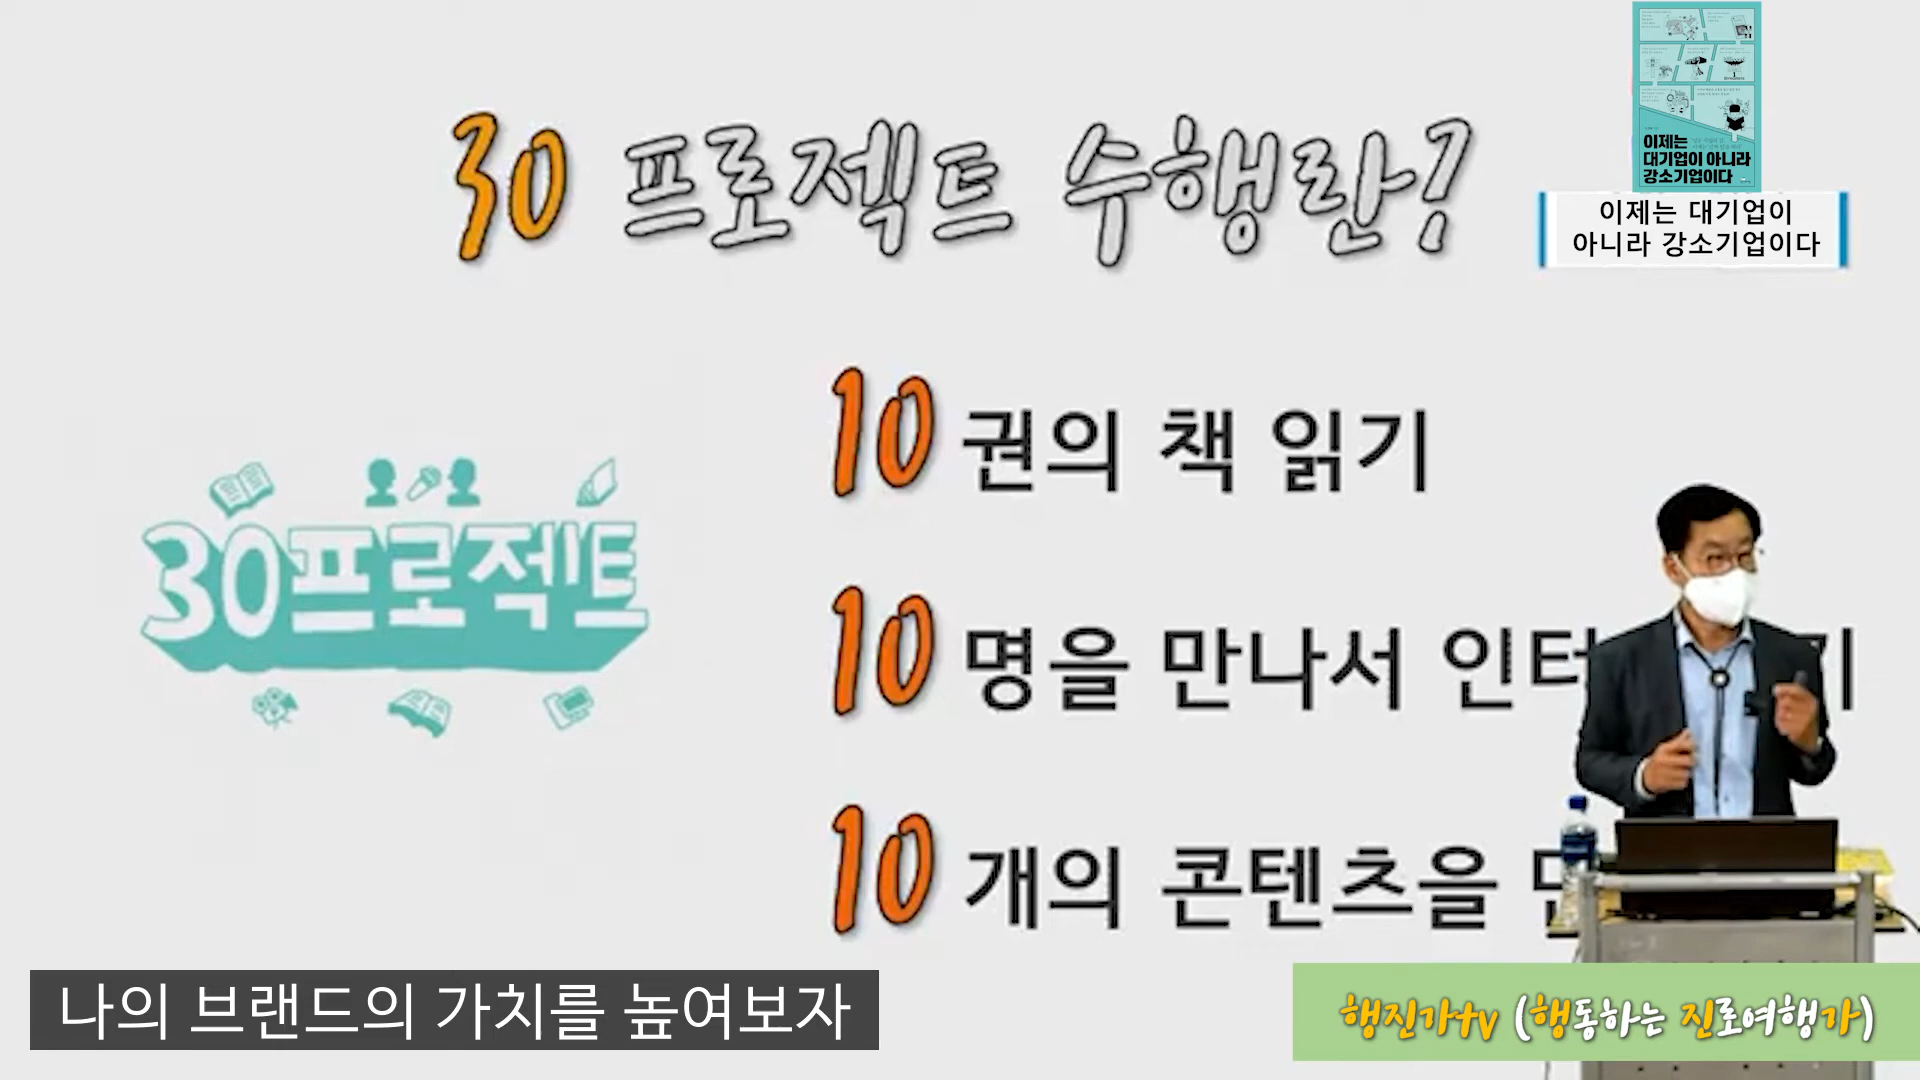 30 프로젝트 수행란?
이제는
대기업이 아니라
강소기업이다
이제는 대기업이
아니라 강소기업이다
10 권의 책 읽기
30프로젝트
10 명을 만나서
10 개의 콘텐츠을
나의 브랜드의 가치를 높여보자
행진가tv (행동하는 진로여행가)